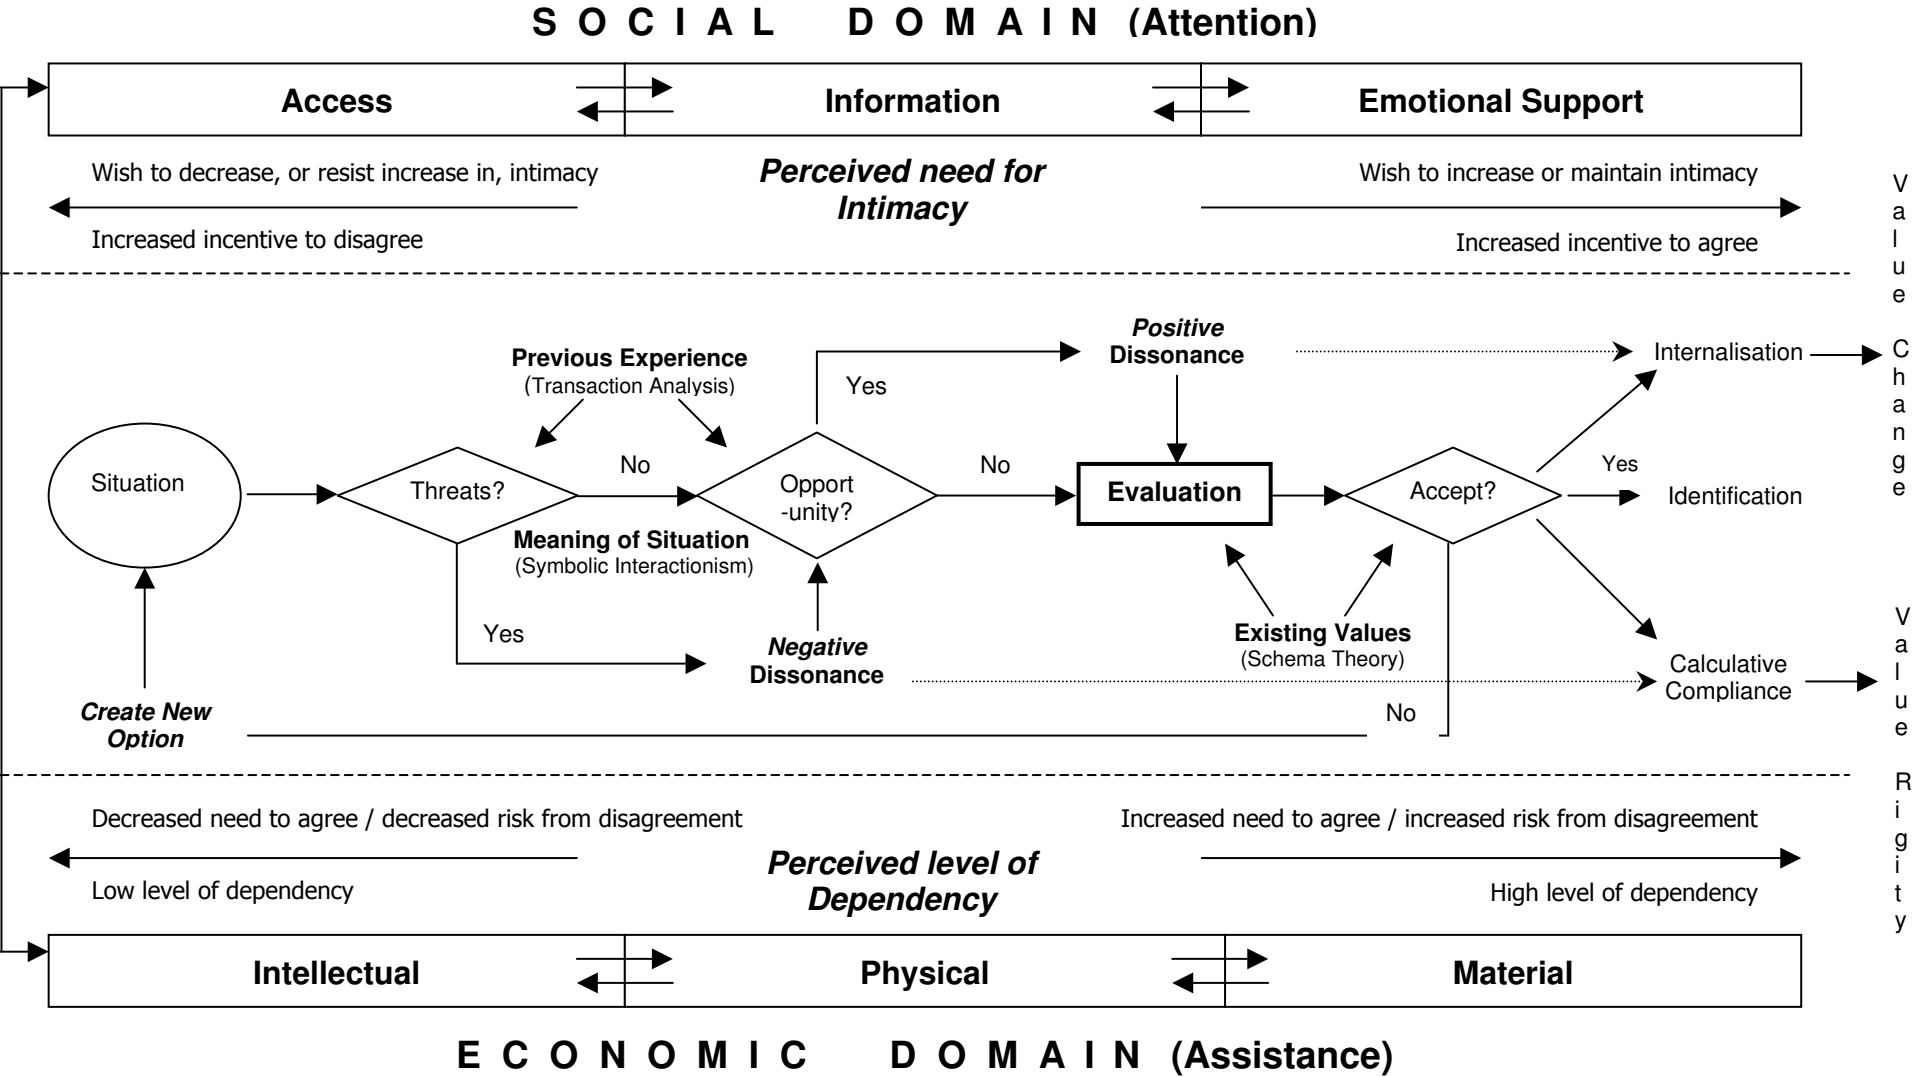 SOCIAL DOMAIN (Attention)
Access
Information
Emotional Support
Wish to decrease, or resist increase in, intimacy
Perceived need for
Intimacy
Wish to increase or maintain intimacy
Increased incentive to disagree
Increased incentive to agree
Value Change
Positive
Dissonance
Internalisation
Previous Experience
(Transaction Analysis)
Yes
Situation
Threats?
No
Opport
-unity?
No
Evaluation
Accept?
Yes
Identification
Meaning of Situation
(Symbolic Interactionism)
Yes
Negative
Dissonance
Existing Values
(Schema Theory)
Calculative
Compliance
Value Rigity
No
Create New
Option
Decreased need to agree / decreased risk from disagreement
Increased need to agree / increased risk from disagreement
Perceived level of
Dependency
Low level of dependency
High level of dependency
Intellectual
Physical
Material
ECONOMIC DOMAIN (Assistance)